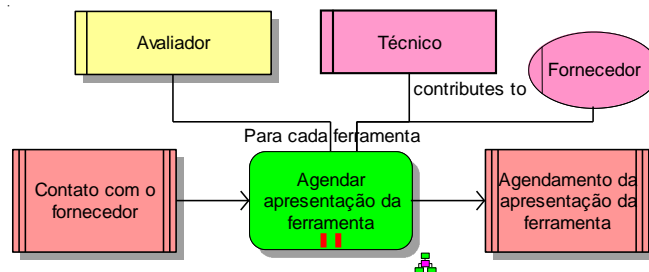 Avaliador
Técnico
Fornecedor
contributes to
Para cada ferramenta
Contato com o
fornecedor
Agendar
apresentação da
ferramenta
Agendamento da
apresentação da
ferramenta